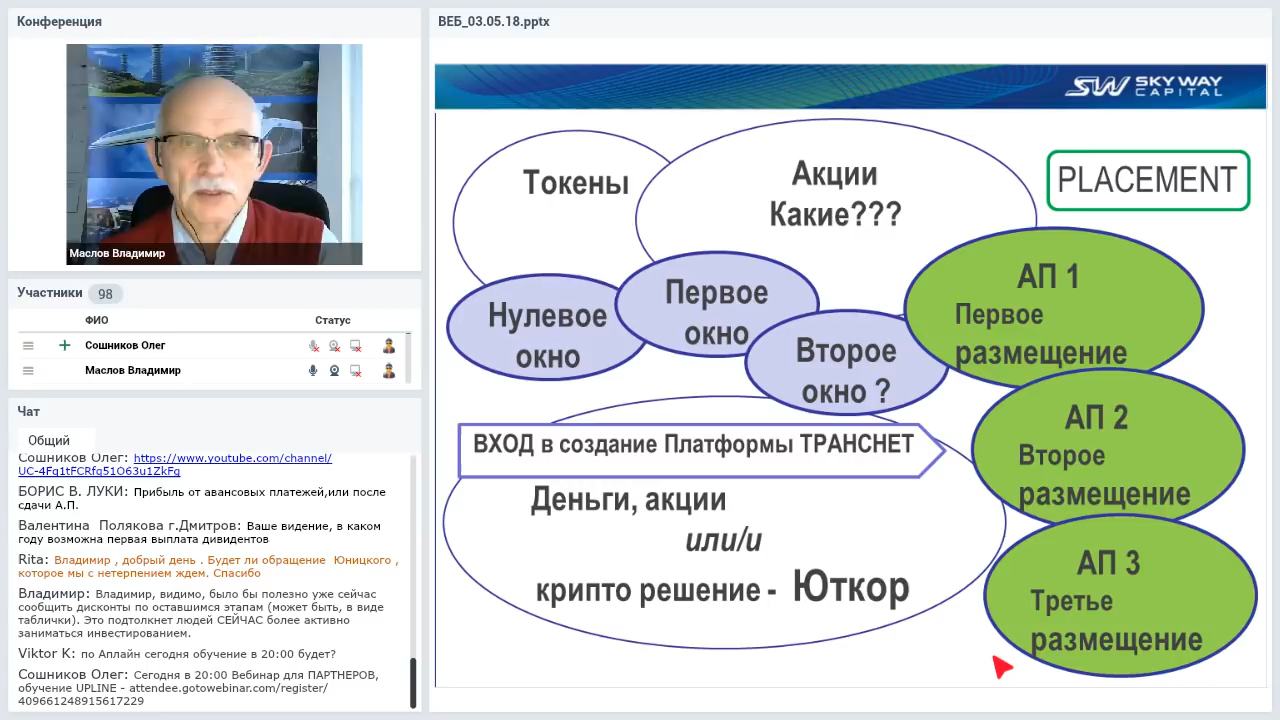 Конференция
Маслов Владимир
Участники 98
ФИО Статус
Сошников Олег
Маслов Владимир
Чат
Общий
Сошников Олег: https://www.youtube.com/channel/
UC-4Fq1tFCRfq51O63u1ZkFg
БОРИС В. ЛУКИ: Прибыль от авансовых платежей,или после
сдачи А.П.
Валентина Полякова г.Дмитров: Ваше видение, в каком
году возможна первая выплата дивидентов
Rita: Владимир , добрый день . Будет ли обращение Юницкого ,
которое мы с нетерпением ждем. Спасибо
Владимир: Владимир, видимо, было бы полезно уже сейчас
сообщить дисконты по оставшимся этапам (может быть, в виде
таблички). Это подтолкнет людей СЕЙЧАС более активно
заниматься инвестированием.
Viktor K: по Аплайн сегодня обучение в 20:00 будет?
Сошников Олег: Сегодня в 20:00 Вебинар для ПАРТНЕРОВ,
обучение UPLINE - attendee.gotowebinar.com/register/
409661248915617229
ВЕБ_03.05.18.pptx
SW SKY WAY
CAPITAL
Токены
Акции
Какие???
PLACEMENT
Нулевое
окно
Первое
окно
Второе
окно ?
АП 1
Первое
размещение
АП 2
Второе
размещение
АП 3
Третье
размещение
ВХОД в создание Платформы ТРАНСНЕТ
Деньги, акции
или/и
крипто решение - Юткор